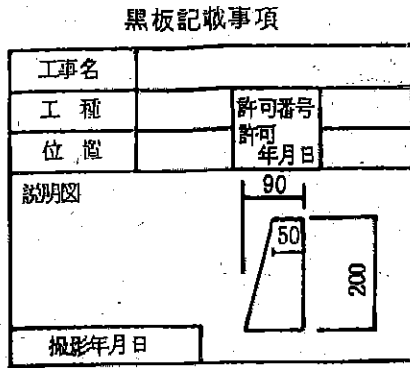 黒板記載事項
工事名
工種
許可番号
位置
許可
年月日
説明図
90
50
200
撮影年月日